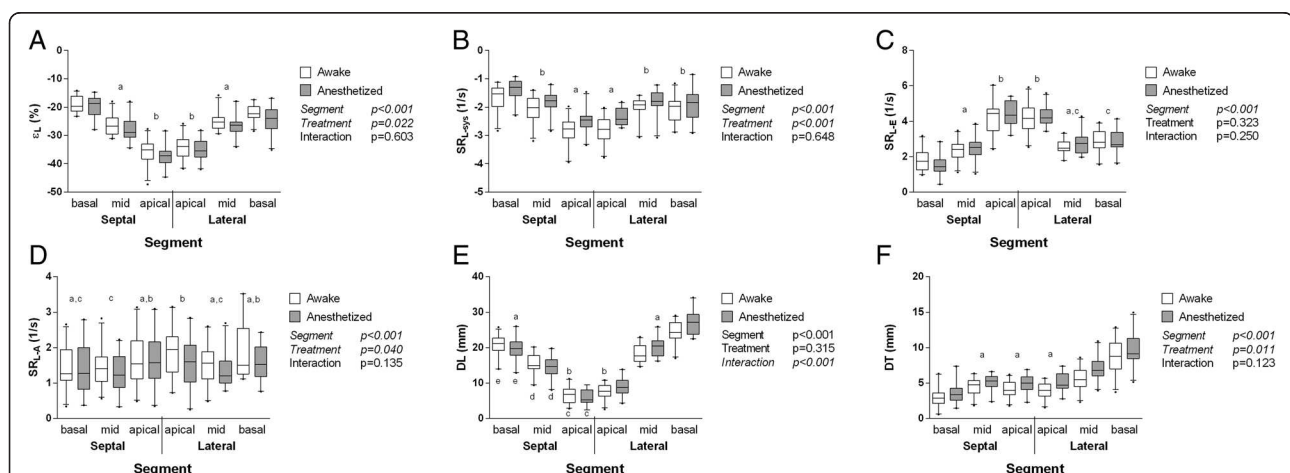 A
0
-10
-20
-30
-40
-50
εL (%)
a
b
b
a
basal mid apical apical mid basal
Septal Lateral
Segment
Awake
Anesthetized
Segment p<0.001
Treatment p=0.022
Interaction p=0.603
B
0
-1
-2
-3
-4
-5
SRL-sys (1/s)
b
a
a
b
b
basal mid apical apical mid basal
Septal Lateral
Segment
Awake
Anesthetized
Segment p<0.001
Treatment p<0.001
Interaction p=0.648
C
8
6
4
2
0
SRL-E (1/s)
a
b
b
a,c
c
basal mid apical apical mid basal
Septal Lateral
Segment
Awake
Anesthetized
Segment p<0.001
Treatment p=0.323
Interaction p=0.250
D
4
3
2
1
0
SRL-A (1/s)
a,c c a,b b a,c a,b
basal mid apical apical mid basal
Septal Lateral
Segment
Awake
Anesthetized
Segment p<0.001
Treatment p=0.040
Interaction p=0.135
E
40
30
20
10
0
DL (mm)
a
a
b
b
e e
d d
c c
basal mid apical apical mid basal
Septal Lateral
Segment
Awake
Anesthetized
Segment p<0.001
Treatment p=0.315
Interaction p<0.001
F
20
15
10
5
0
DT (mm)
a a a
basal mid apical apical mid basal
Septal Lateral
Segment
Awake
Anesthetized
Segment p<0.001
Treatment p=0.011
Interaction p=0.123